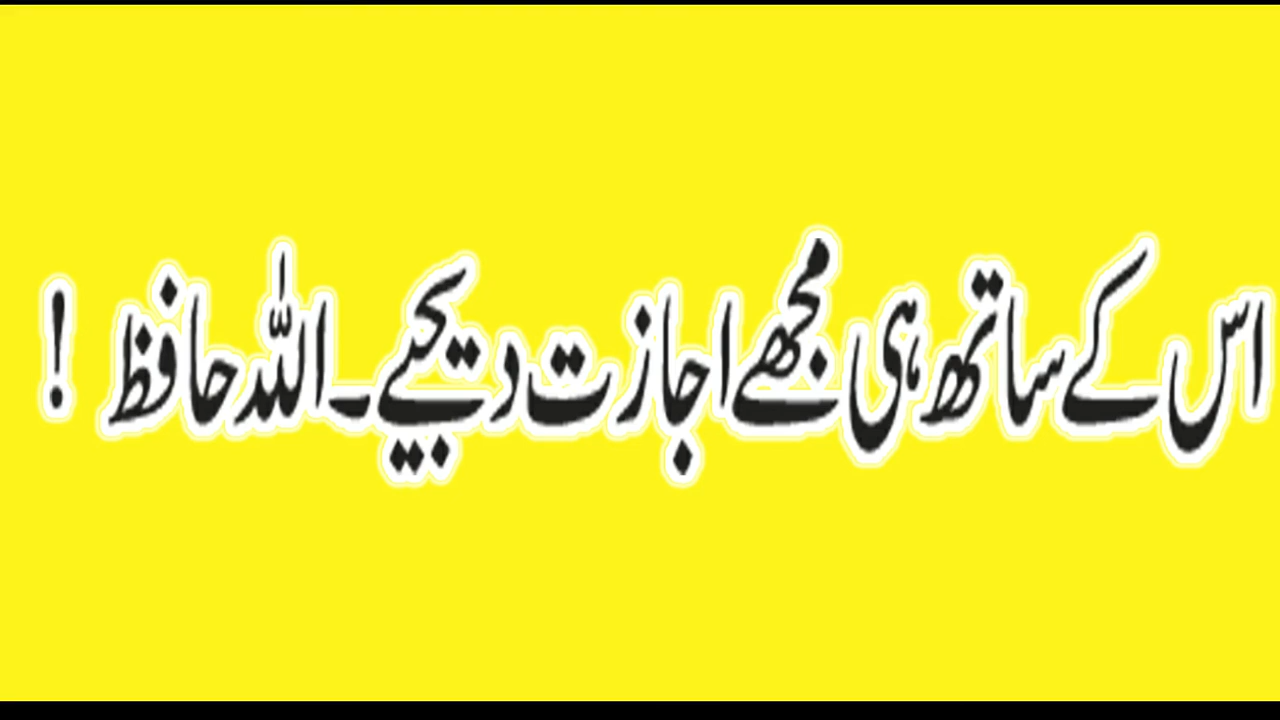 اس کے ساتھ ہی مجھے اجازت دیجیے۔ اللہ حافظ !